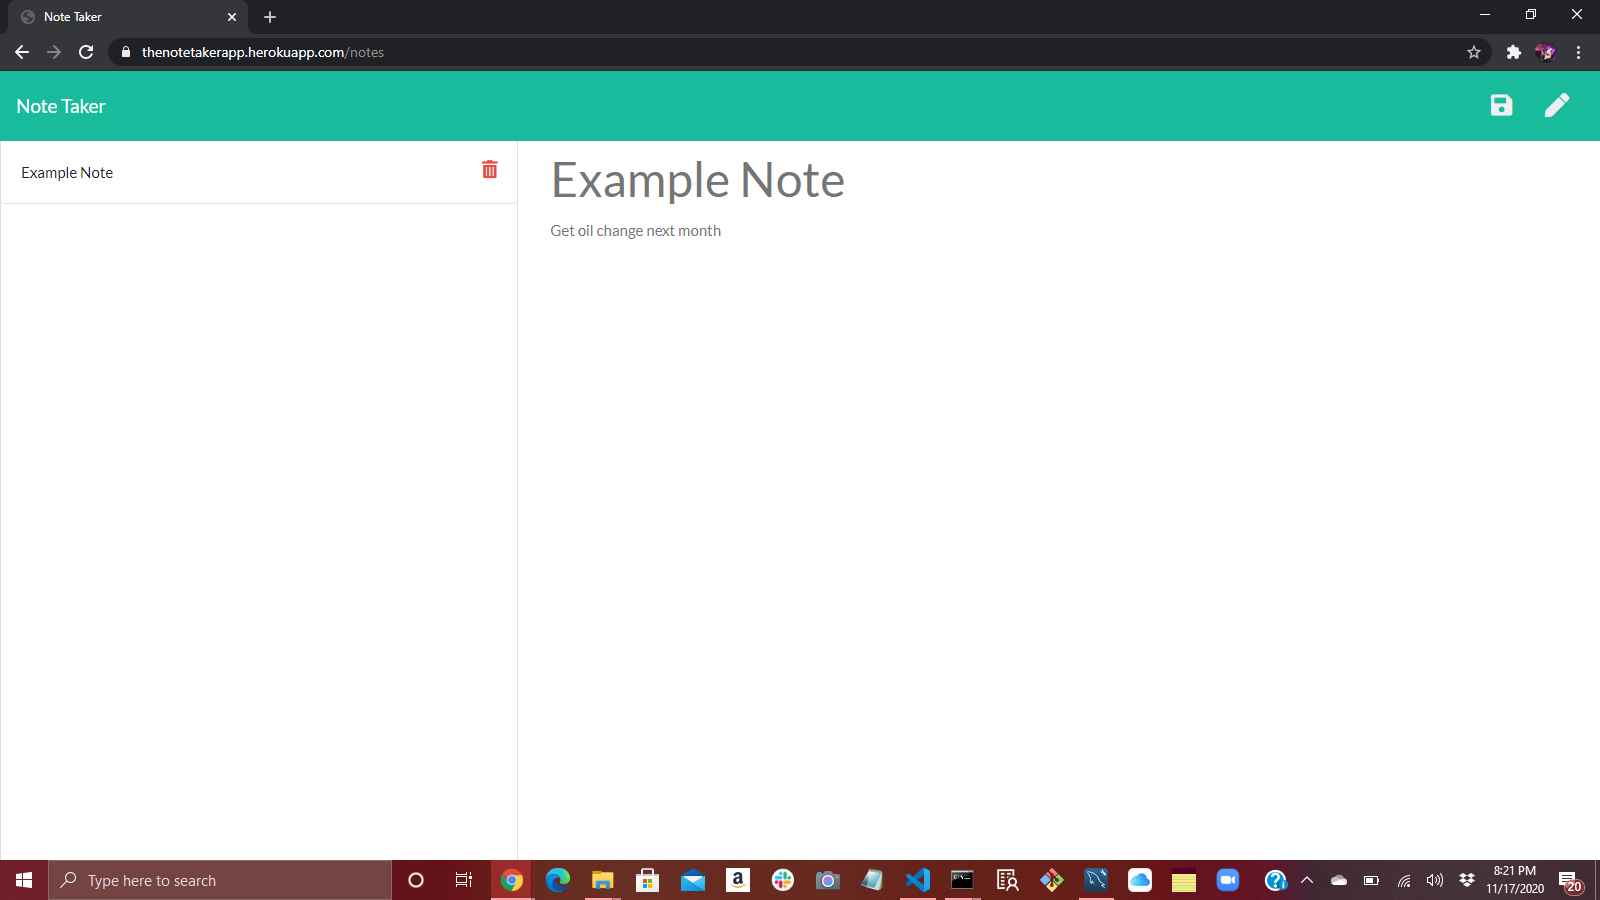 Note Taker
thenotetakerapp.herokuapp.com/notes
Note Taker
Example Note
Example Note
Get oil change next month
Type here to search
8:21 PM
11/17/2020
20